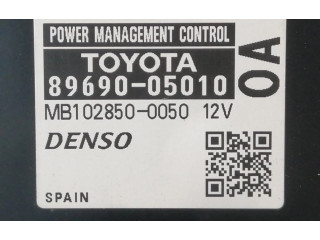 POWER MANAGEMENT CONTROL
TOYOTA
89690-05010
0A
MB102850-0050 12V
DENSO
SPAIN